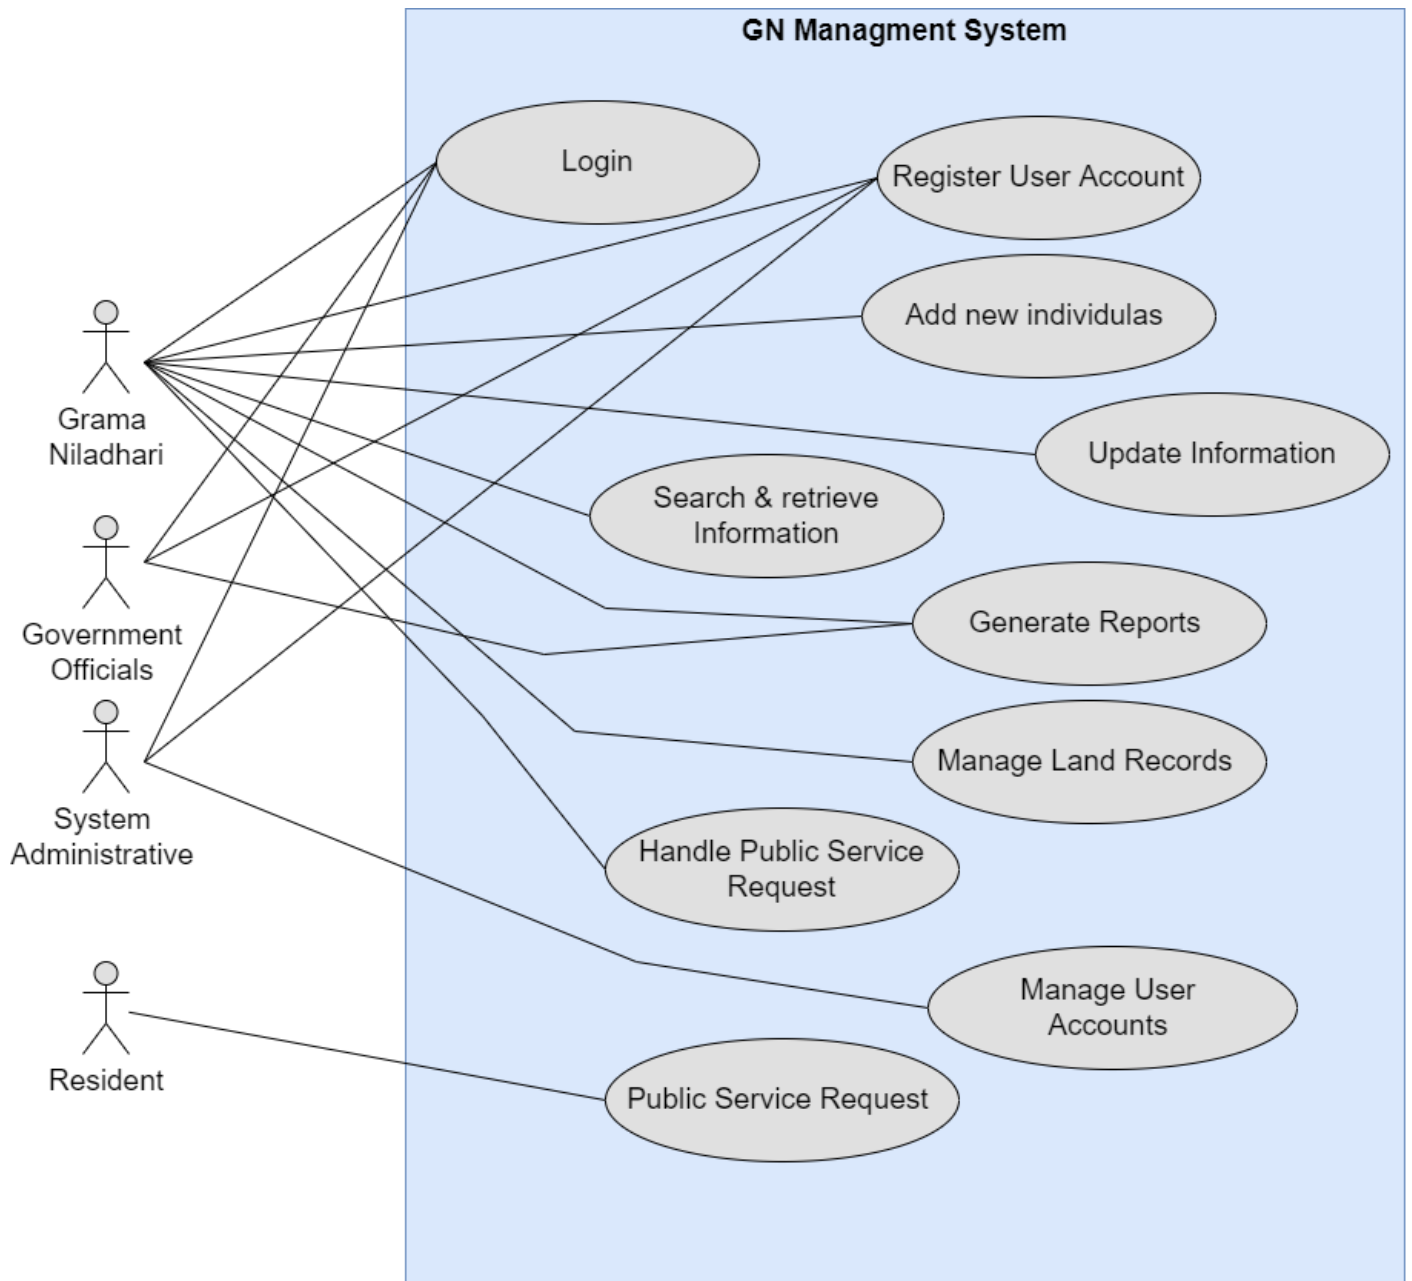 GN Managment System
Login
Register User Account
Add new individulas
Grama
Niladhari
Update Information
Search & retrieve
Information
Government
Officials
Generate Reports
System
Administrative
Manage Land Records
Handle Public Service
Request
Manage User
Accounts
Resident
Public Service Request